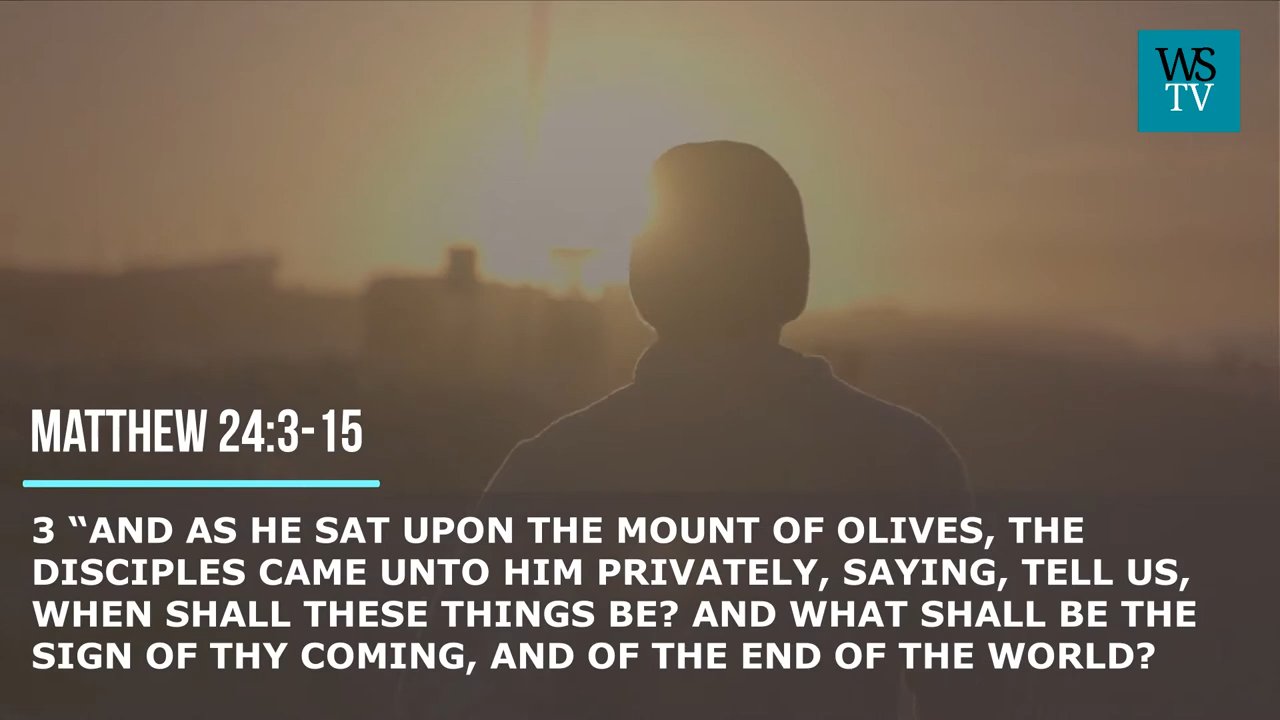 WS
TV
MATTHEW 24:3-15
3 “AND AS HE SAT UPON THE MOUNT OF OLIVES, THE
DISCIPLES CAME UNTO HIM PRIVATELY, SAYING, TELL US,
WHEN SHALL THESE THINGS BE? AND WHAT SHALL BE THE
SIGN OF THY COMING, AND OF THE END OF THE WORLD?